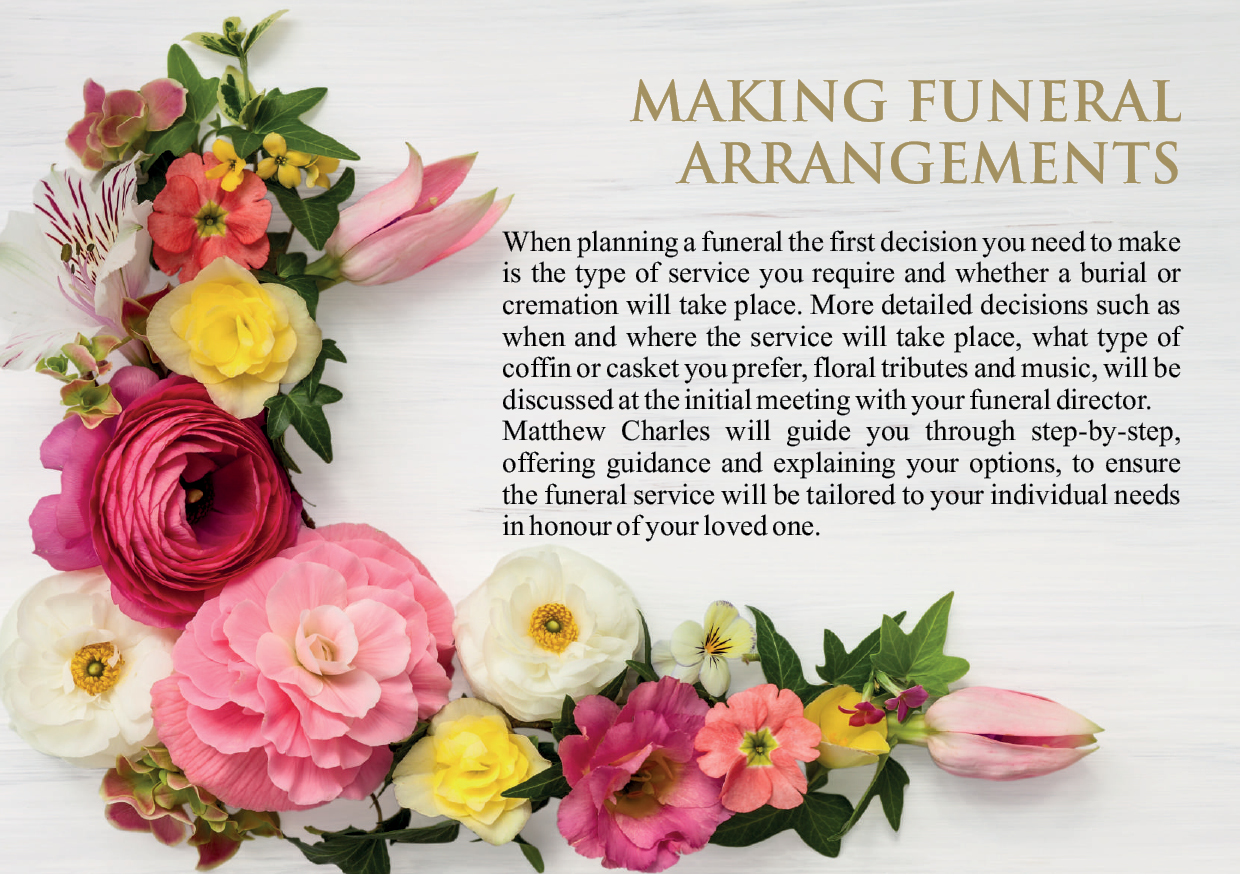 MAKING FUNERAL
ARRANGEMENTS
When planning a funeral the first decision you need to make
is the type of service you require and whether a burial or
cremation will take place. More detailed decisions such as
when and where the service will take place, what type of
coffin or casket you prefer, floral tributes and music, will be
discussed at the initial meeting with your funeral director.
Matthew Charles will guide you through step-by-step,
offering guidance and explaining your options, to ensure
the funeral service will be tailored to your individual needs
in honour of your loved one.